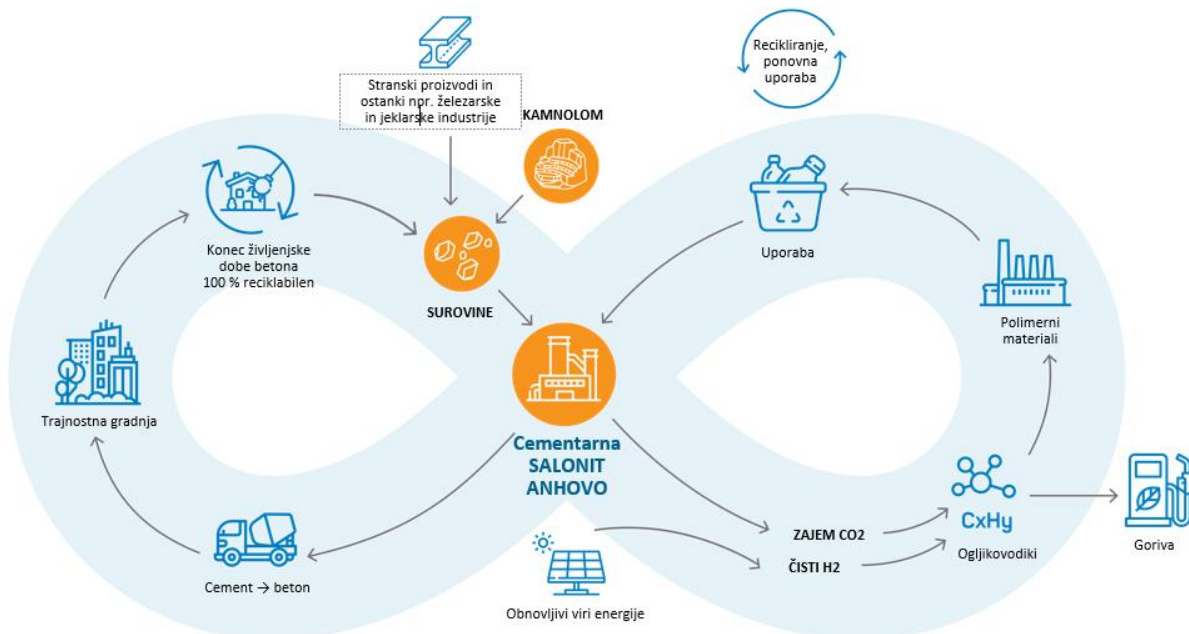 Stranski proizvodi in
ostanki npr. železarske
in jeklarske industrije
KAMNOLOM
Recikliranje,
ponovna
uporaba
Konec življenjske
dobe betona
100 % reciklabilen
SUROVINE
Uporaba
Polimerni
materiali
Trajnostna gradnja
Cementarna
SALONIT
ANHOVO
CxHy
Ogljikovodiki
ZAJEM CO2
ČISTI H2
Goriva
Cement → beton
Obnovljivi viri energije